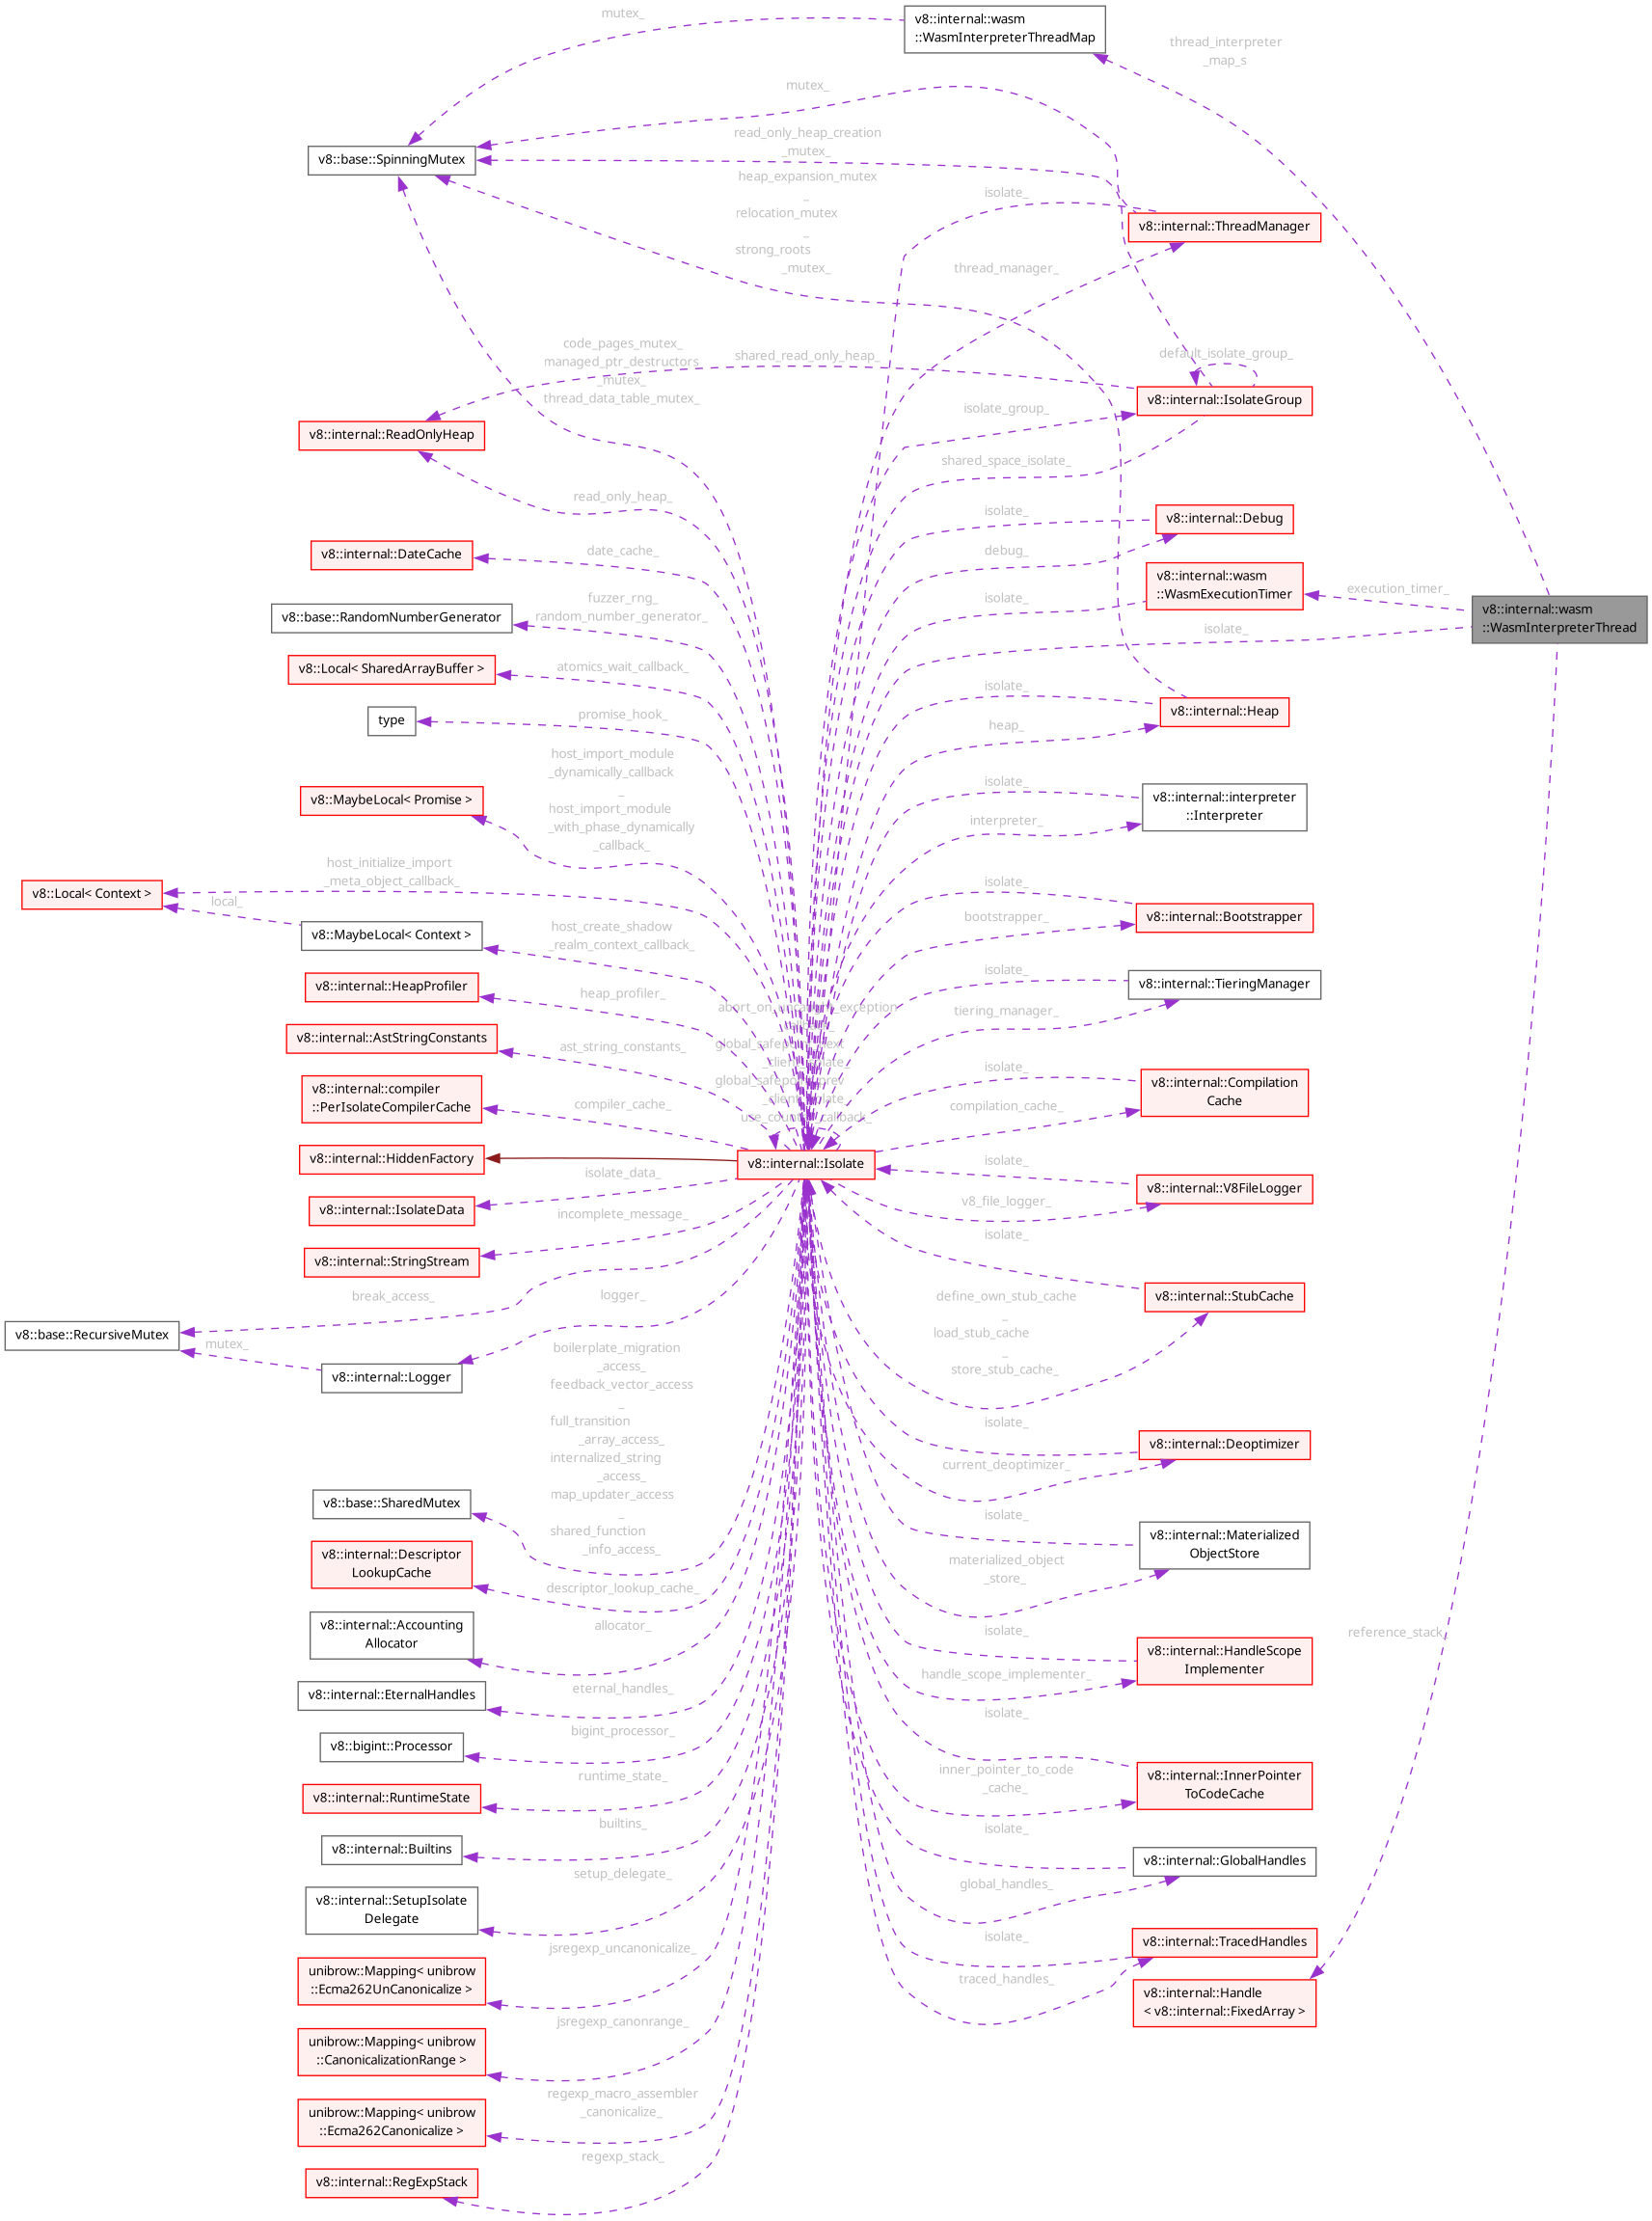 v8::internal::wasm
::WasmInterpreterThreadMap
mutex_
thread_interpreter
_map_s
mutex_
v8::base::SpinningMutex
read_only_heap_creation
_mutex_
heap_expansion_mutex
_
relocation_mutex
_
strong_roots
_mutex_
isolate_
v8::internal::ThreadManager
thread_manager_
code_pages_mutex_
managed_ptr_destructors
_mutex_
thread_data_table_mutex_
shared_read_only_heap_
default_isolate_group_
v8::internal::IsolateGroup
isolate_group_
v8::internal::ReadOnlyHeap
shared_space_isolate_
read_only_heap_
isolate_
v8::internal::Debug
v8::internal::DateCache
date_cache_
debug_
v8::internal::wasm
::WasmExecutionTimer
execution_timer_
v8::internal::wasm
::WasmInterpreterThread
v8::base::RandomNumberGenerator
fuzzer_rng_
random_number_generator_
isolate_
isolate_
v8::Local< SharedArrayBuffer >
atomics_wait_callback_
isolate_
v8::internal::Heap
type
promise_hook_
heap_
host_import_module
_dynamically_callback
_
host_import_module
_with_phase_dynamically
_callback_
v8::MaybeLocal< Promise >
isolate_
v8::internal::interpreter
::Interpreter
interpreter_
host_initialize_import
_meta_object_callback_
v8::Local< Context >
local_
v8::MaybeLocal< Context >
host_create_shadow
_realm_context_callback_
isolate_
v8::internal::Bootstrapper
bootstrapper_
v8::internal::HeapProfiler
heap_profiler_
isolate_
v8::internal::TieringManager
tiering_manager_
v8::internal::AstStringConstants
ast_string_constants_
abort_on_uncaught_exception
_callback_
global_safepoint_next
_client_isolate_
global_safepoint_prev
_client_isolate_
use_counter_callback_
isolate_
v8::internal::Compilation
Cache
compilation_cache_
v8::internal::compiler
::PerIsolateCompilerCache
compiler_cache_
v8::internal::HiddenFactory
v8::internal::Isolate
isolate_
v8::internal::V8FileLogger
v8_file_logger_
v8::internal::IsolateData
isolate_data_
incomplete_message_
v8::internal::StringStream
isolate_
v8::internal::StubCache
break_access_
logger_
define_own_stub_cache
_
load_stub_cache
_
store_stub_cache_
v8::base::RecursiveMutex
mutex_
v8::internal::Logger
boilerplate_migration
_access_
feedback_vector_access
_
full_transition
_array_access_
internalized_string
_access_
map_updater_access
_
shared_function
_info_access_
isolate_
v8::internal::Deoptimizer
current_deoptimizer_
v8::base::SharedMutex
isolate_
v8::internal::Materialized
ObjectStore
materialized_object
_store_
v8::internal::Descriptor
LookupCache
descriptor_lookup_cache_
v8::internal::Accounting
Allocator
allocator_
isolate_
v8::internal::HandleScope
Implementer
handle_scope_implementer_
reference_stack_
v8::internal::EternalHandles
eternal_handles_
isolate_
v8::bigint::Processor
bigint_processor_
inner_pointer_to_code
_cache_
v8::internal::InnerPointer
ToCodeCache
v8::internal::RuntimeState
runtime_state_
v8::internal::Builtins
builtins_
isolate_
v8::internal::GlobalHandles
global_handles_
v8::internal::SetupIsolate
Delegate
setup_delegate_
isolate_
v8::internal::TracedHandles
traced_handles_
unibrow::Mapping< unibrow
::Ecma262UnCanonicalize >
jsregexp_uncanonicalize_
v8::internal::Handle
< v8::internal::FixedArray >
unibrow::Mapping< unibrow
::CanonicalizationRange >
jsregexp_canonrange_
unibrow::Mapping< unibrow
::Ecma262Canonicalize >
regexp_macro_assembler
_canonicalize_
v8::internal::RegExpStack
regexp_stack_